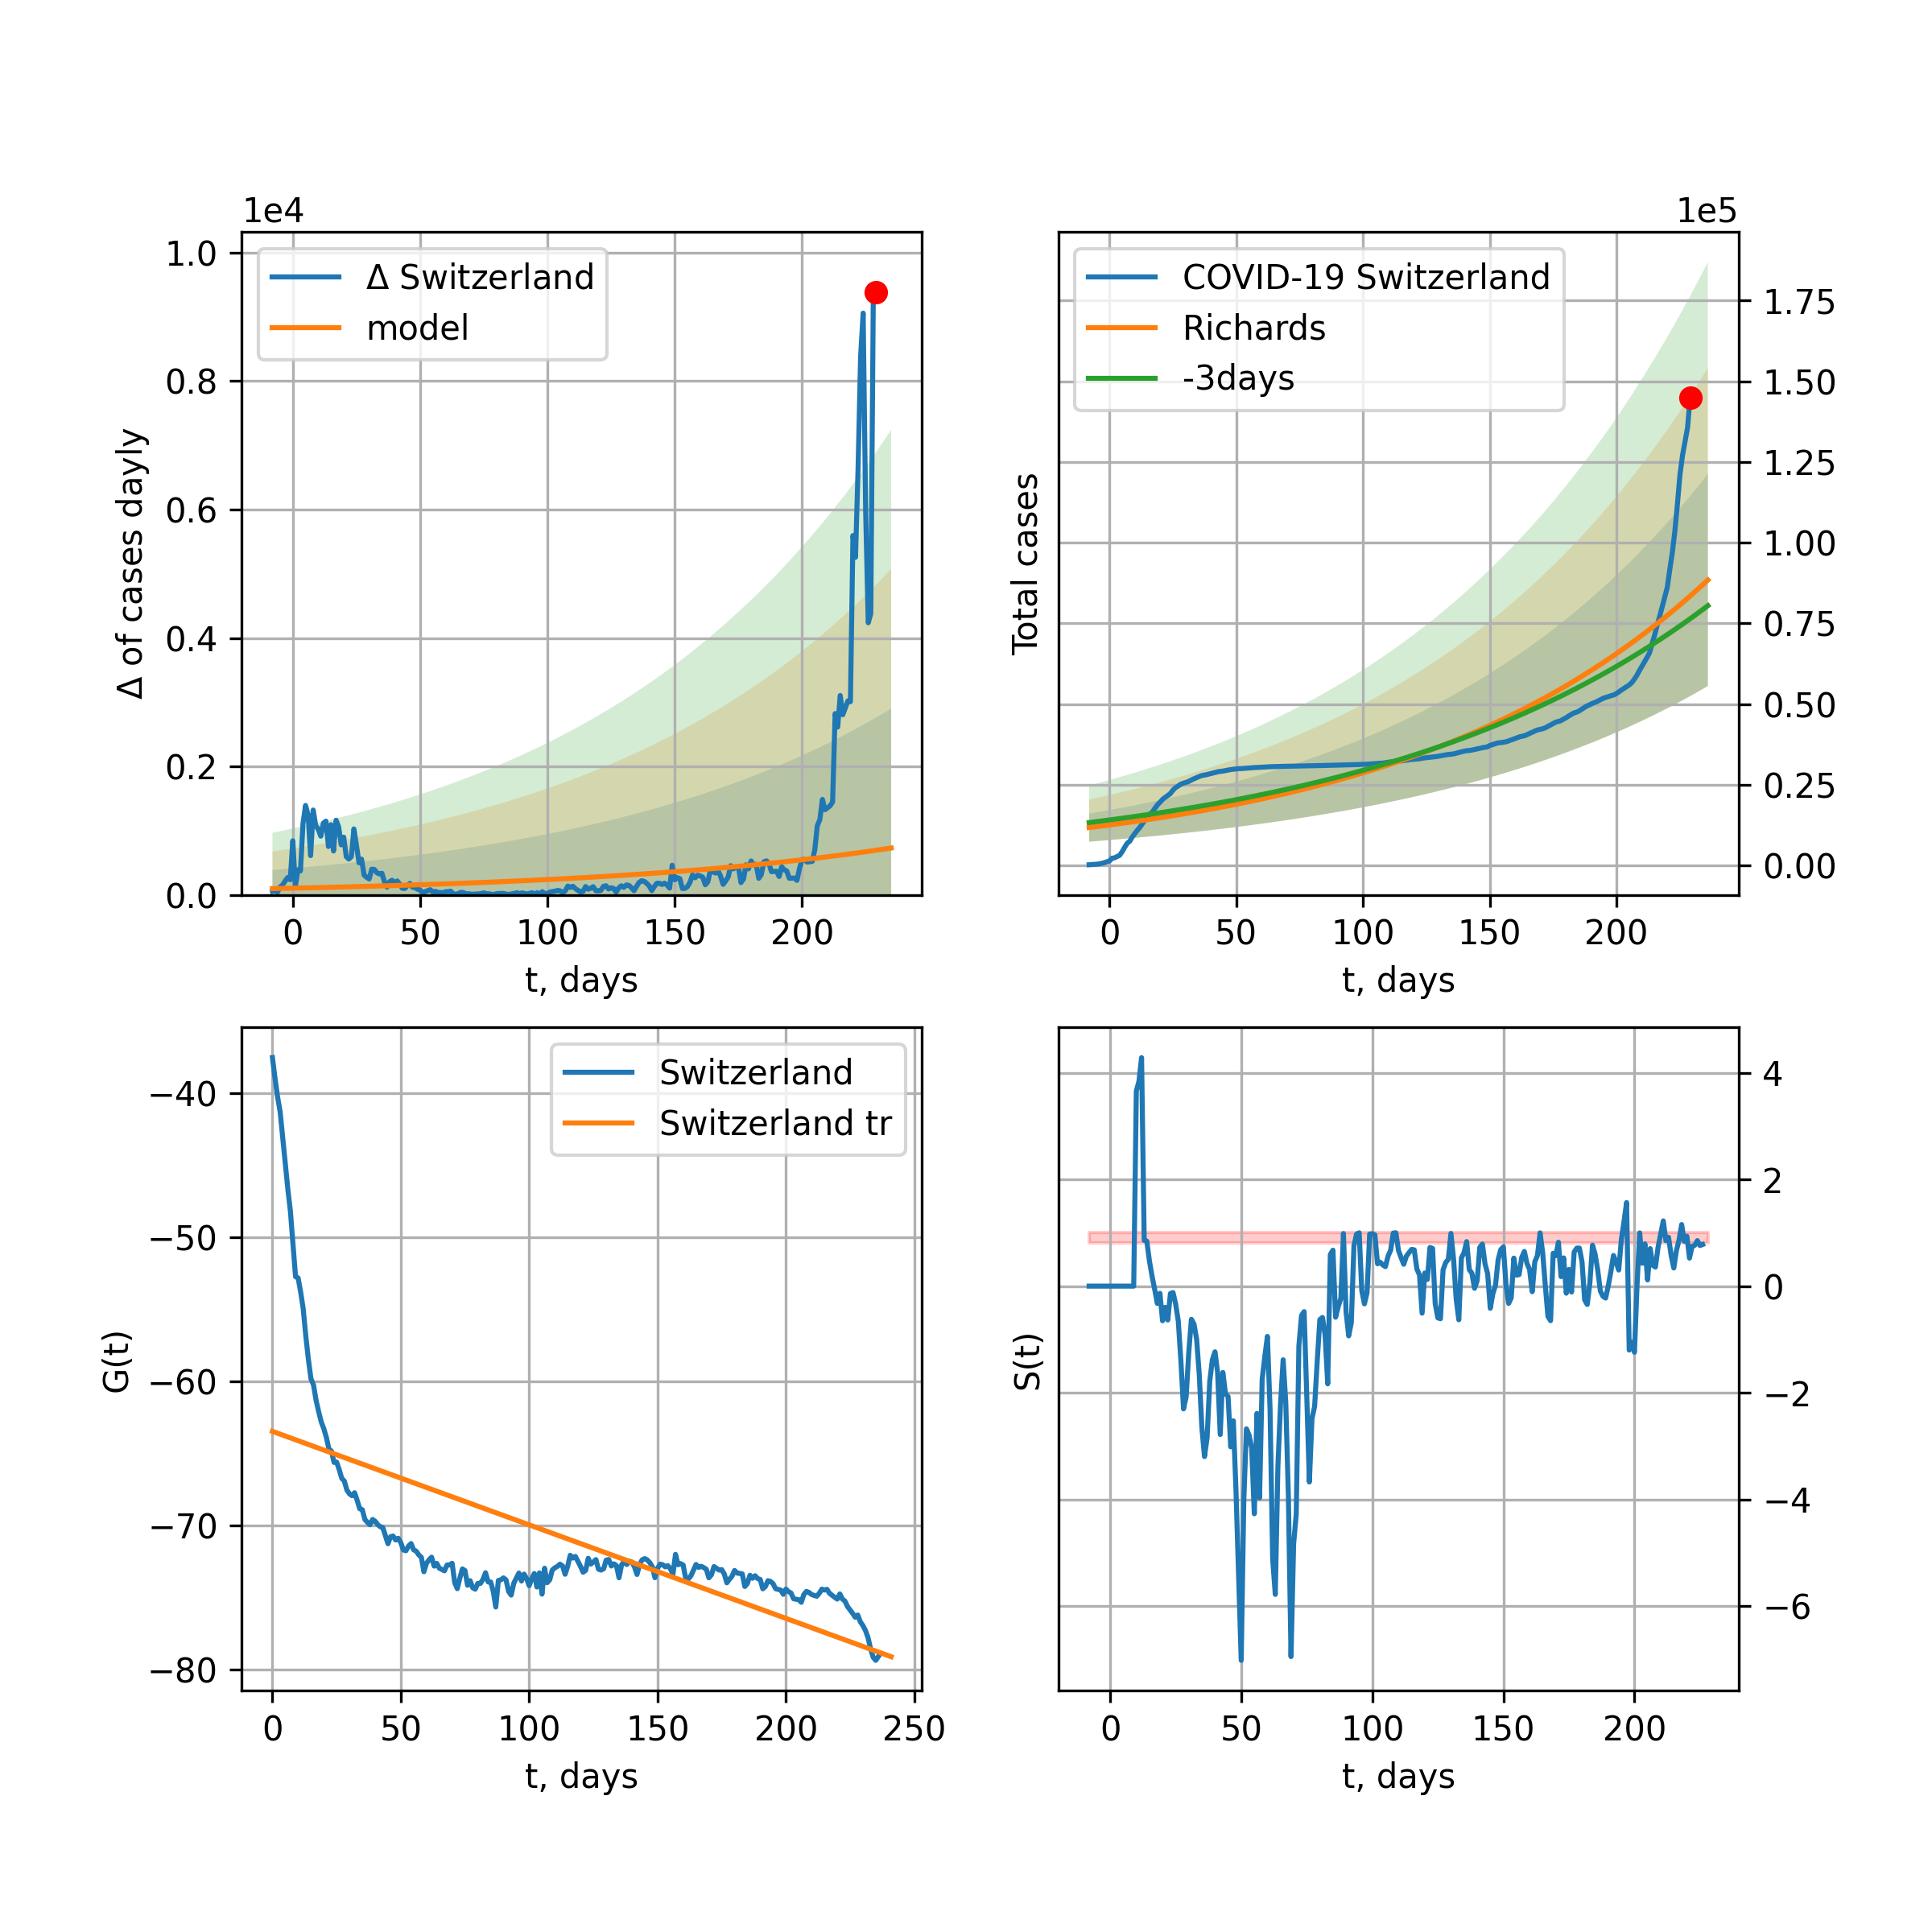 1e4
1.0
0.8
0.6
0.4
0.2
0.0
Δ of cases dayly
Δ Switzerland
model
0 50 100 150 200
t, days
1e5
COVID-19 Switzerland
Richards
-3days
Total cases
1.75
1.50
1.25
1.00
0.75
0.50
0.25
0.00
0 50 100 150 200
t, days
−40
−50
−60
−70
−80
G(t)
Switzerland
Switzerland tr
0 50 100 150 200 250
t, days
S(t)
4
2
0
−2
−4
−6
0 50 100 150 200
t, days